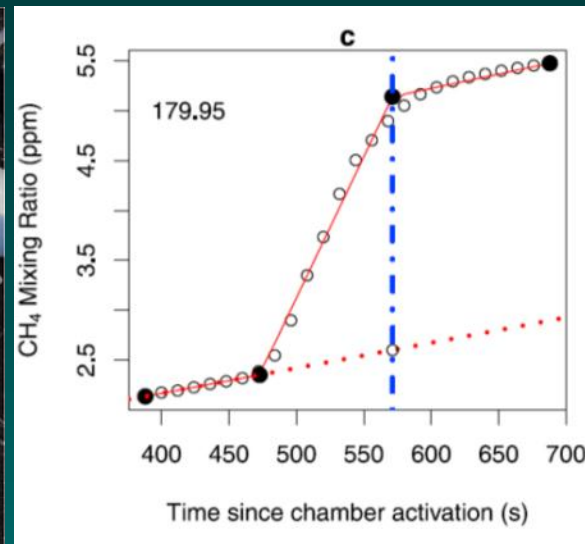 c
179.95
CH₄ Mixing Ratio (ppm)
5.5
4.5
3.5
2.5
400 450 500 550 600 650 700
Time since chamber activation (s)